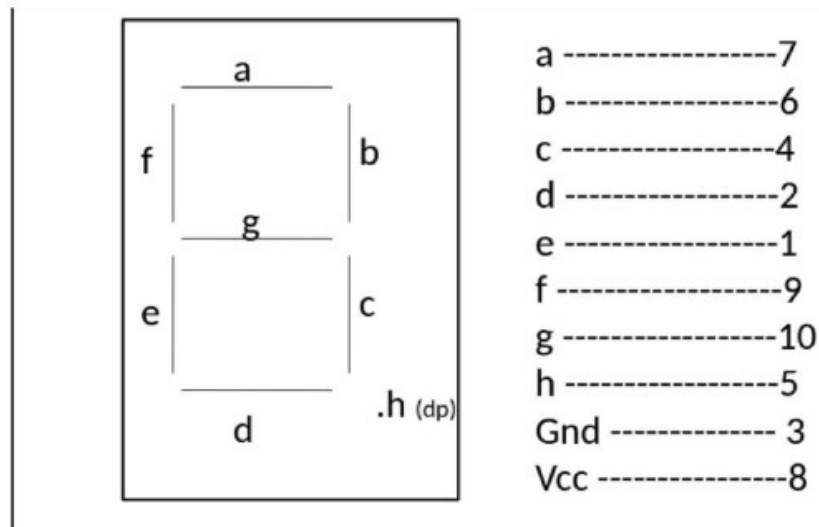 a
f
b
g
e
c
.h (dp)
d
a -------------------7
b -------------------6
c -------------------4
d -------------------2
e -------------------1
f --------------------9
g -------------------10
h -------------------5
Gnd --------------- 3
Vcc -----------------8